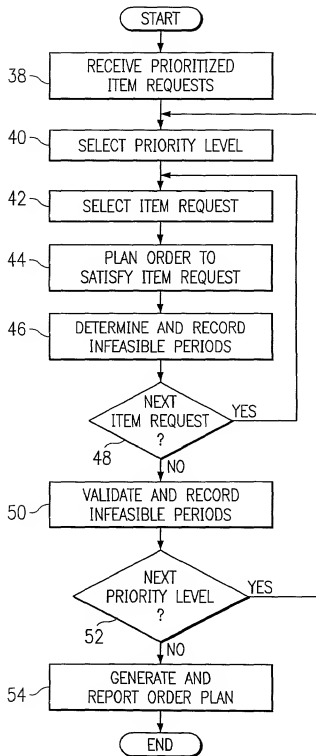 START
38
RECEIVE PRIORITIZED
ITEM REQUESTS
40
SELECT PRIORITY LEVEL
42
SELECT ITEM REQUEST
44
PLAN ORDER TO
SATISFY ITEM REQUEST
46
DETERMINE AND RECORD
INFEASIBLE PERIODS
NEXT
ITEM REQUEST
?
YES
48
NO
50
VALIDATE AND RECORD
INFEASIBLE PERIODS
NEXT
PRIORITY LEVEL
?
YES
52
NO
54
GENERATE AND
REPORT ORDER PLAN
END